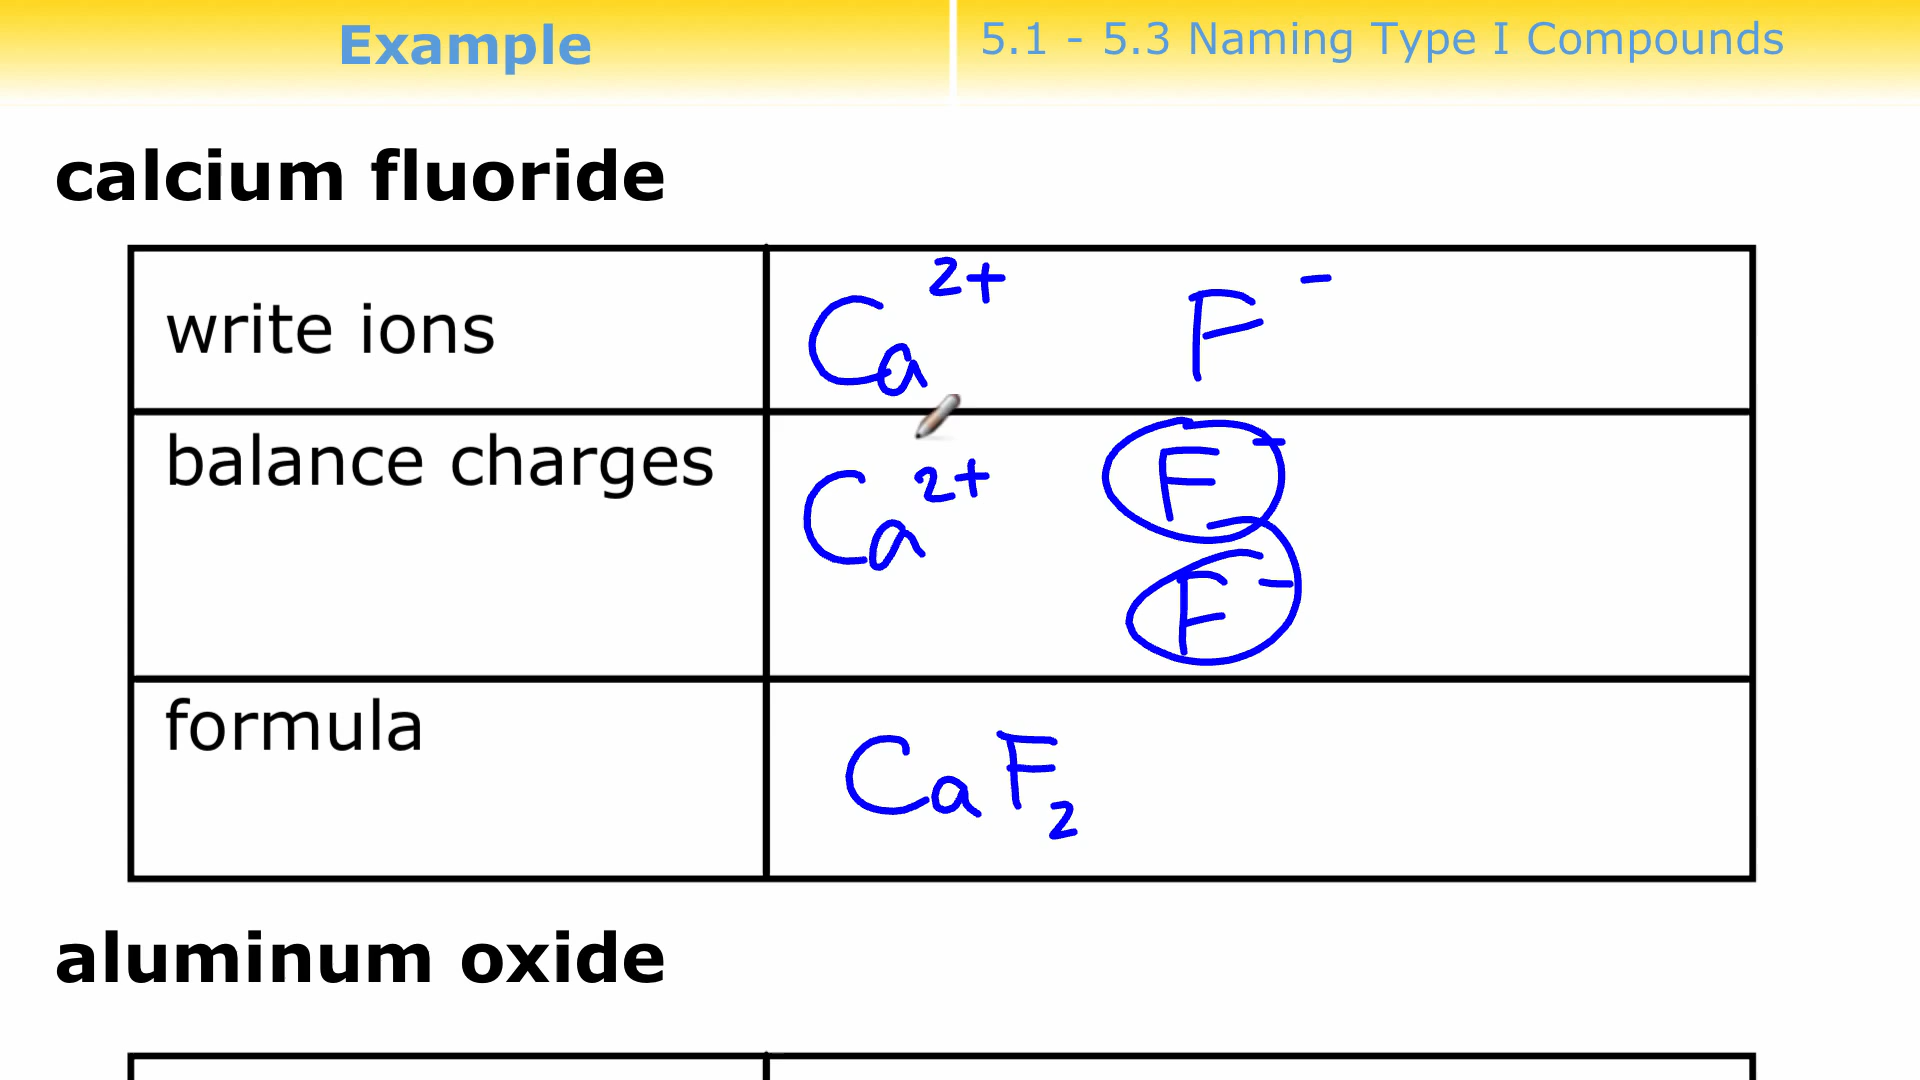 Example
5.1 - 5.3 Naming Type I Compounds
calcium fluoride
write ions
Ca²⁺ F⁻
balance charges
Ca²⁺ F⁻
F⁻
formula
CaF₂
aluminum oxide